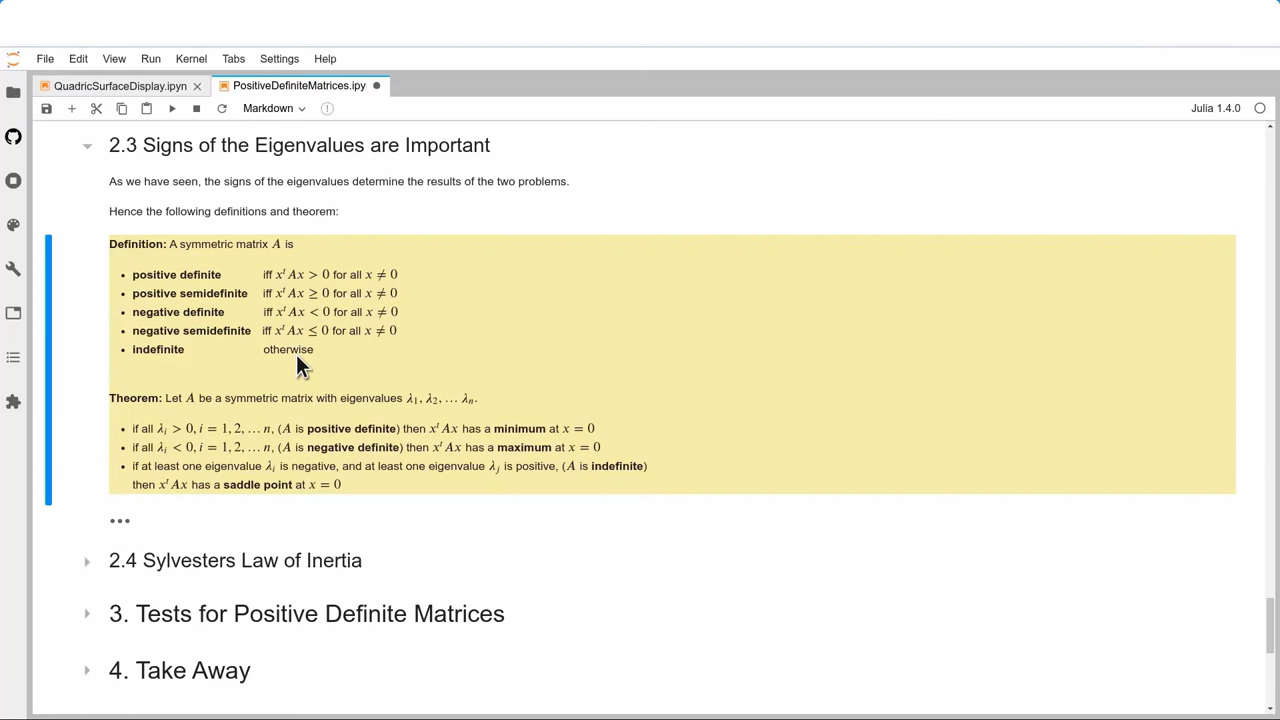 File Edit View Run Kernel Tabs Settings Help
QuadricSurfaceDisplay.ipyn PositiveDefiniteMatrices.ipy
Markdown Julia 1.4.0
2.3 Signs of the Eigenvalues are Important
As we have seen, the signs of the eigenvalues determine the results of the two problems.
Hence the following definitions and theorem:
Definition: A symmetric matrix A is
• positive definite iff xᵗAx > 0 for all x ≠ 0
• positive semidefinite iff xᵗAx ≥ 0 for all x ≠ 0
• negative definite iff xᵗAx < 0 for all x ≠ 0
• negative semidefinite iff xᵗAx ≤ 0 for all x ≠ 0
• indefinite otherwise
Theorem: Let A be a symmetric matrix with eigenvalues λ₁, λ₂, … λₙ.
• if all λᵢ > 0, i = 1, 2, … n, (A is positive definite) then xᵗAx has a minimum at x = 0
• if all λᵢ < 0, i = 1, 2, … n, (A is negative definite) then xᵗAx has a maximum at x = 0
• if at least one eigenvalue λᵢ is negative, and at least one eigenvalue λⱼ is positive, (A is indefinite)
then xᵗAx has a saddle point at x = 0
•••
2.4 Sylvesters Law of Inertia
3. Tests for Positive Definite Matrices
4. Take Away